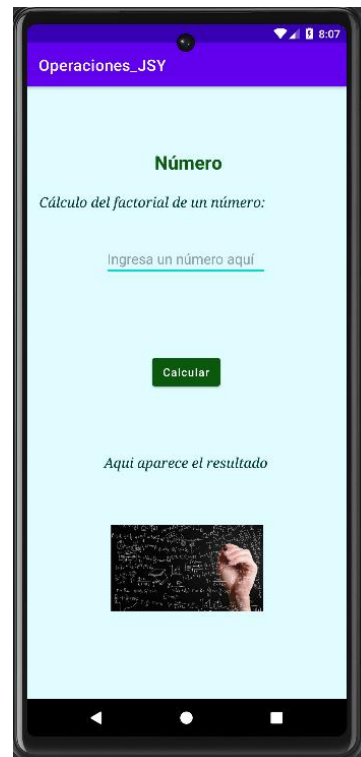 8:07
Operaciones_JSY
Número
Cálculo del factorial de un número:
Ingresa un número aquí
Calcular
Aqui aparece el resultado